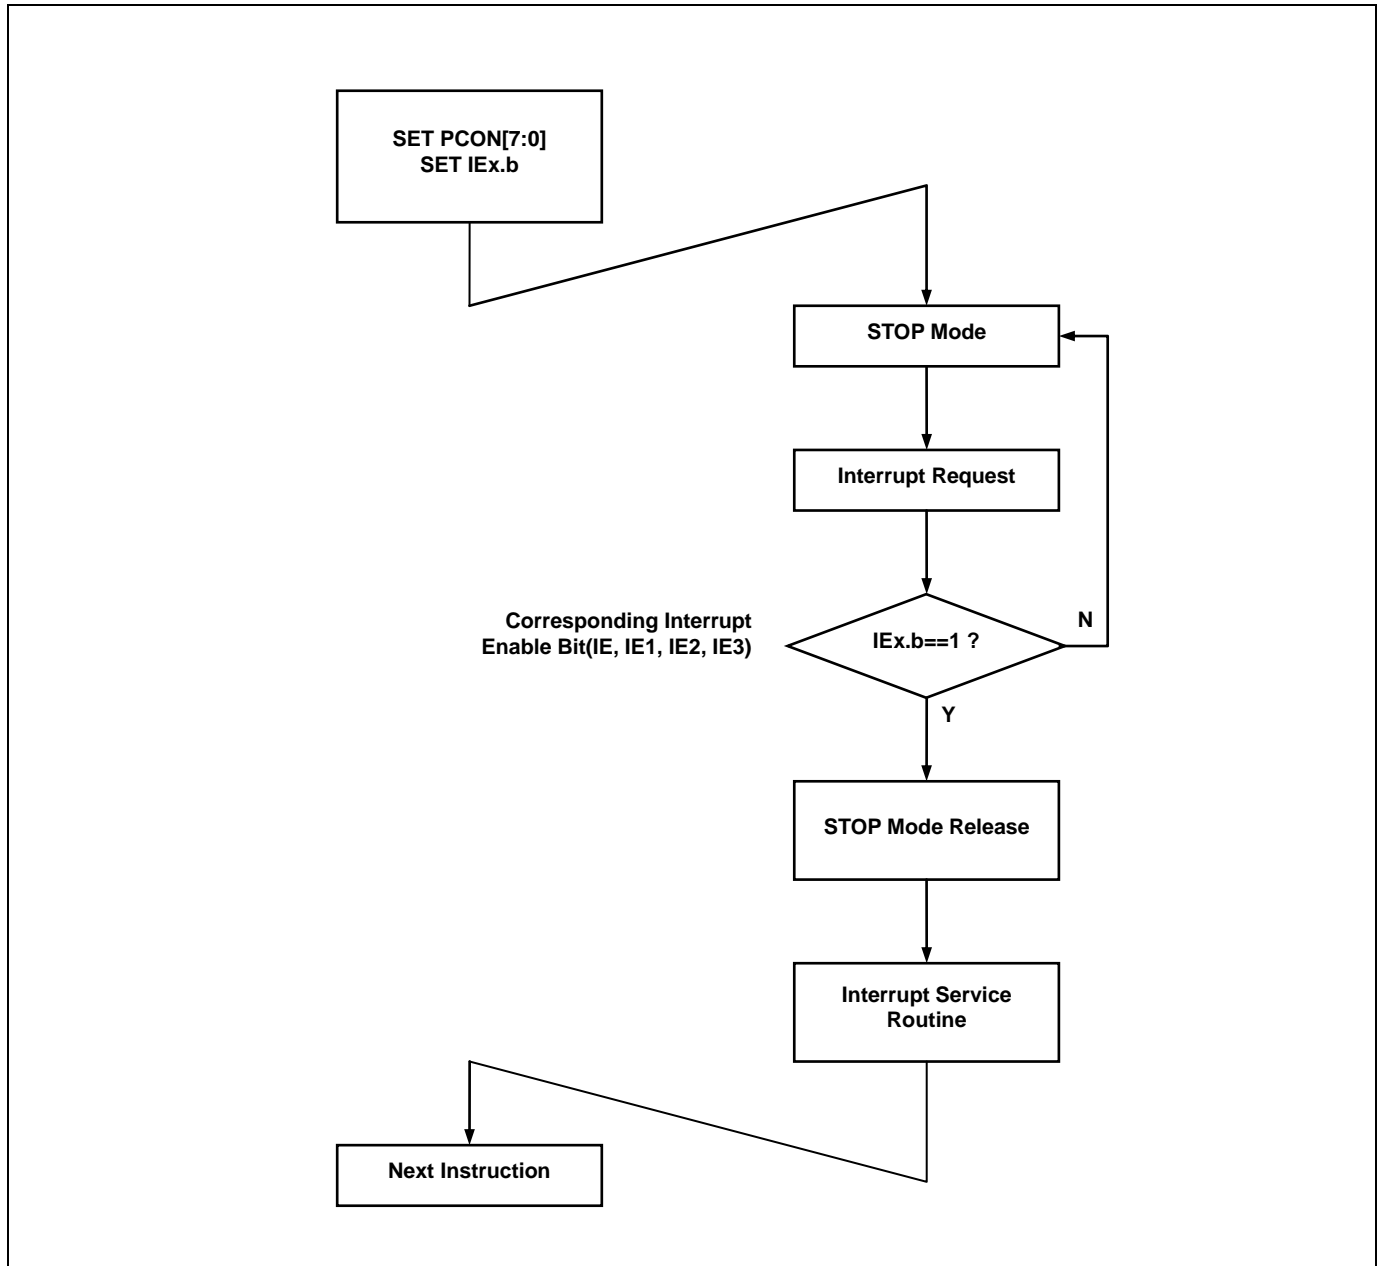 SET PCON[7:0]
SET IEx.b
STOP Mode
Interrupt Request
Corresponding Interrupt
Enable Bit(IE, IE1, IE2, IE3)
IEx.b==1 ?
N
Y
STOP Mode Release
Interrupt Service
Routine
Next Instruction